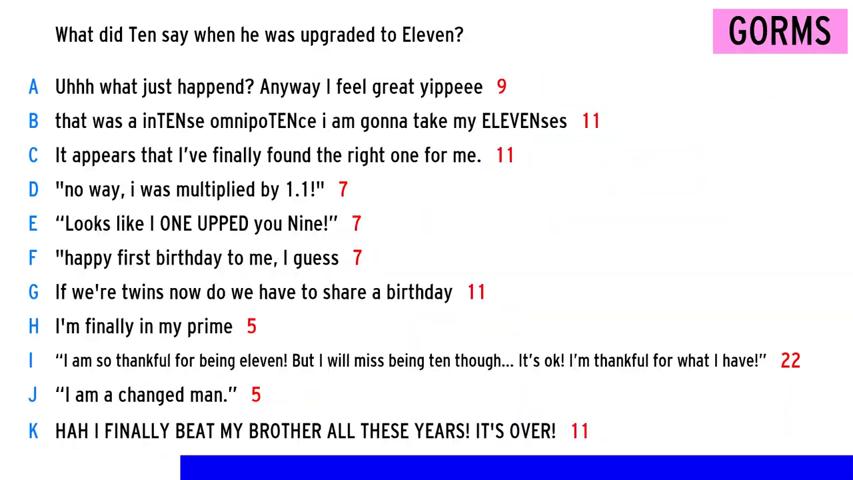 What did Ten say when he was upgraded to Eleven?
GORMS
A Uhhh what just happend? Anyway I feel great yippeee 9
B that was a inTENse omnipoTENce i am gonna take my ELEVENses 11
C It appears that I've finally found the right one for me. 11
D "no way, i was multiplied by 1.1!" 7
E “Looks like I ONE UPPED you Nine!” 7
F "happy first birthday to me, I guess 7
G If we're twins now do we have to share a birthday 11
H I'm finally in my prime 5
I “I am so thankful for being eleven! But I will miss being ten though... It’s ok! I’m thankful for what I have!” 22
J “I am a changed man.” 5
K HAH I FINALLY BEAT MY BROTHER ALL THESE YEARS! IT'S OVER! 11